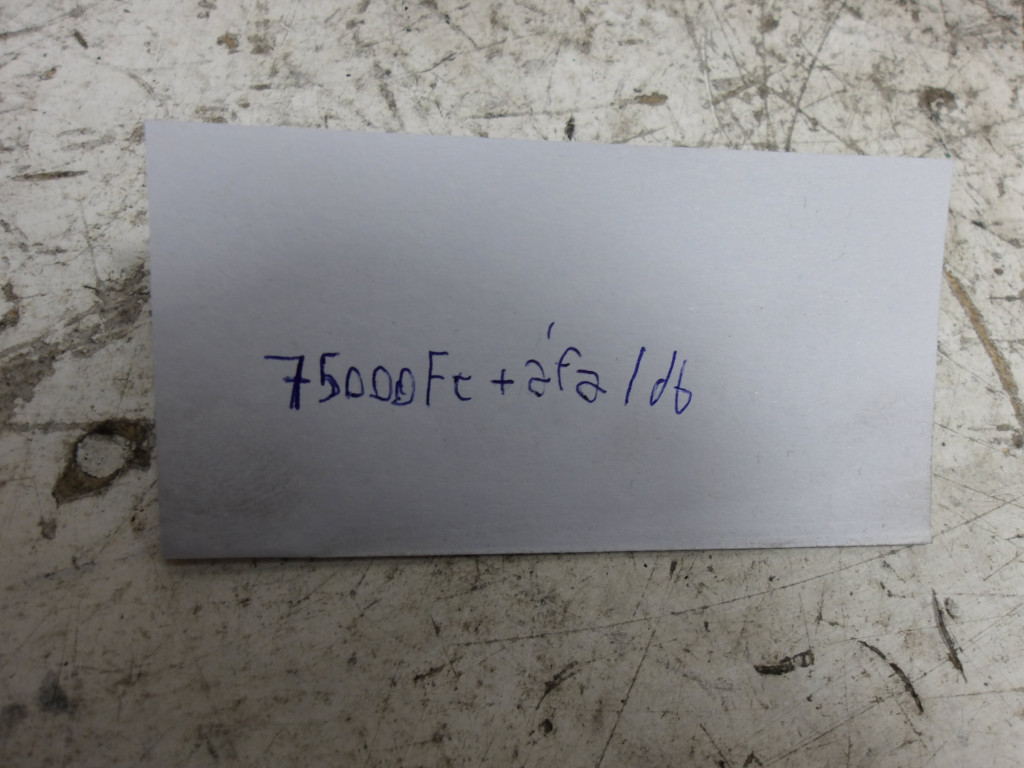 75000Ft + áfa / db